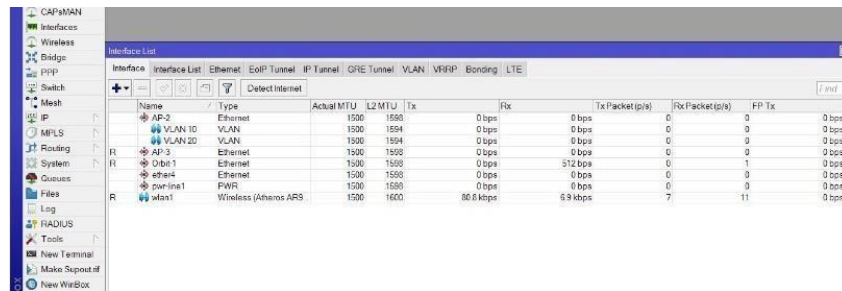 CAPsMAN
Interfaces
Wireless
Bridge
PPP
Switch
Mesh
IP
MPLS
Routing
System
Queues
Files
Log
RADIUS
Tools
New Terminal
Make Supout.rif
New WinBox
Interface List
Interface Interface List Ethernet EoIP Tunnel IP Tunnel GRE Tunnel VLAN VRRP Bonding LTE
Detect Internet Find
Name Type Actual MTU L2 MTU Tx Rx Tx Packet (p/s) Rx Packet (p/s) FP Tx
AP-2 Ethernet 1500 1598 0 bps 0 bps 0 0 0 bps
VLAN 10 VLAN 1500 1594 0 bps 0 bps 0 0 0 bps
VLAN 20 VLAN 1500 1594 0 bps 0 bps 0 0 0 bps
R AP-3 Ethernet 1500 1598 0 bps 0 bps 0 0 0 bps
R Orbit-1 Ethernet 1500 1598 0 bps 512 bps 0 1 0 bps
ether4 Ethernet 1500 1598 0 bps 0 bps 0 0 0 bps
pwr-line1 PWR 1500 1598 0 bps 0 bps 0 0 0 bps
R wlan1 Wireless (Atheros AR9... 1500 1600 80.8 kbps 6.9 kbps 7 11 0 bps